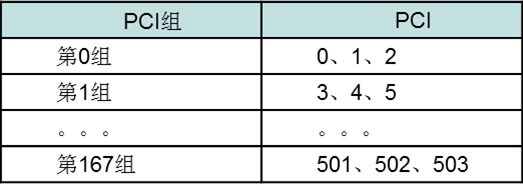 PCI组 PCI
第0组 0、1、2
第1组 3、4、5
。。。 。。。
第167组 501、502、503